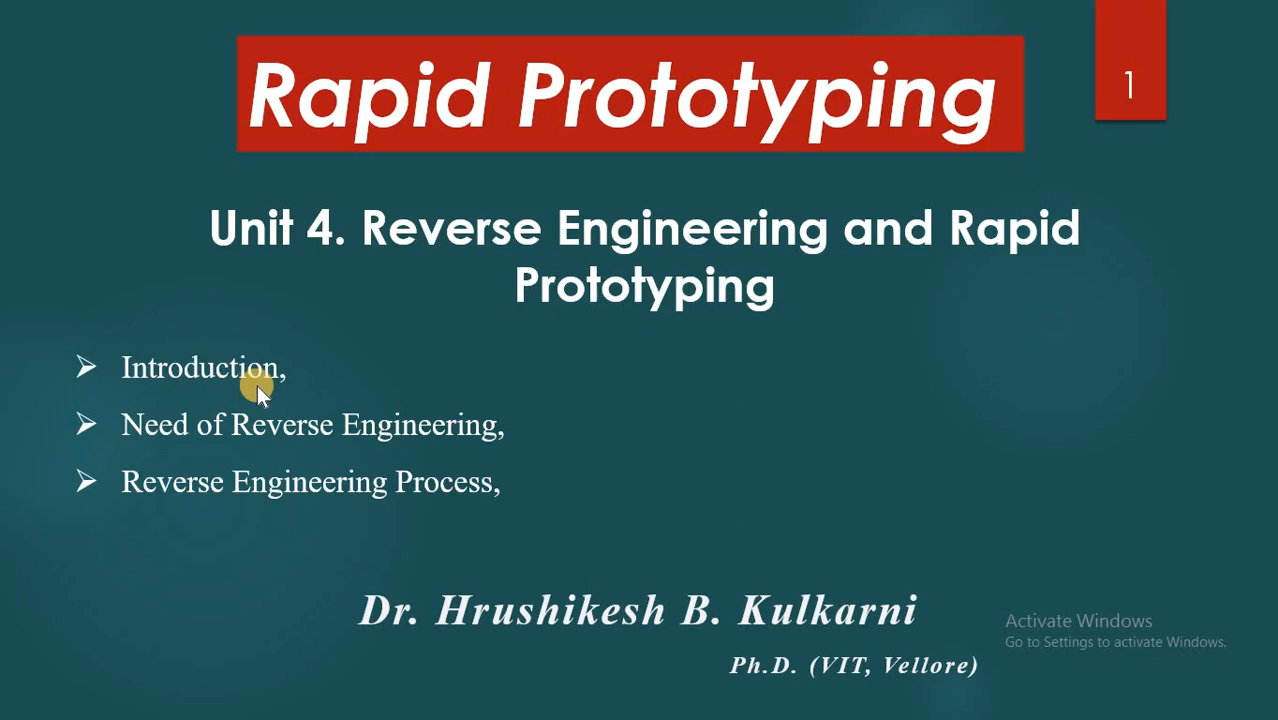 Rapid Prototyping
1
Unit 4. Reverse Engineering and Rapid
Prototyping
➢ Introduction,
➢ Need of Reverse Engineering,
➢ Reverse Engineering Process,
Dr. Hrushikesh B. Kulkarni
Ph.D. (VIT, Vellore)
Activate Windows
Go to Settings to activate Windows.